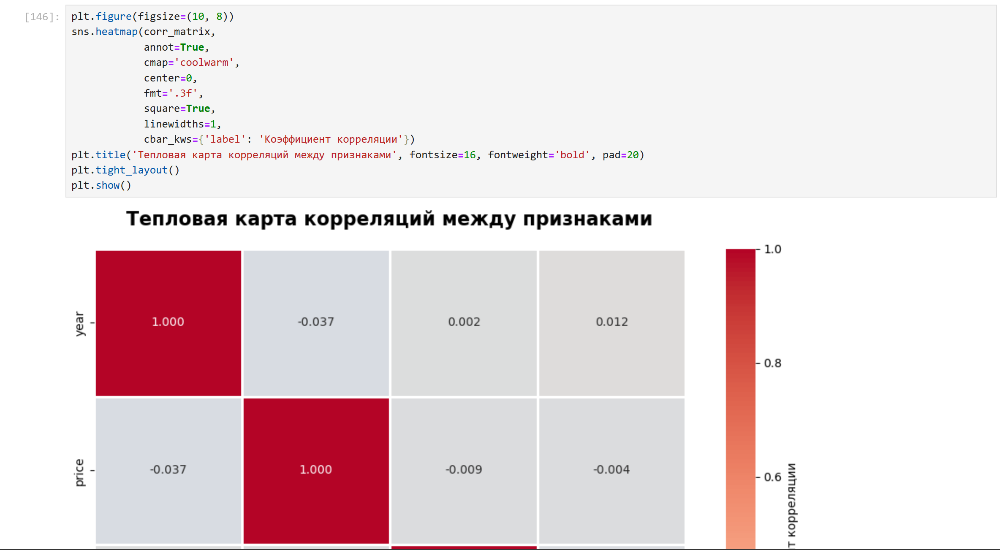 [146]:
plt.figure(figsize=(10, 8))
sns.heatmap(corr_matrix,
            annot=True,
            cmap='coolwarm',
            center=0,
            fmt='.3f',
            square=True,
            linewidths=1,
            cbar_kws={'label': 'Коэффициент корреляции'})
plt.title('Тепловая карта корреляций между признаками', fontsize=16, fontweight='bold', pad=20)
plt.tight_layout()
plt.show()
Тепловая карта корреляций между признаками
year
1.000 -0.037 0.002 0.012
price
-0.037 1.000 -0.009 -0.004
1.0
0.8
0.6
т корреляции